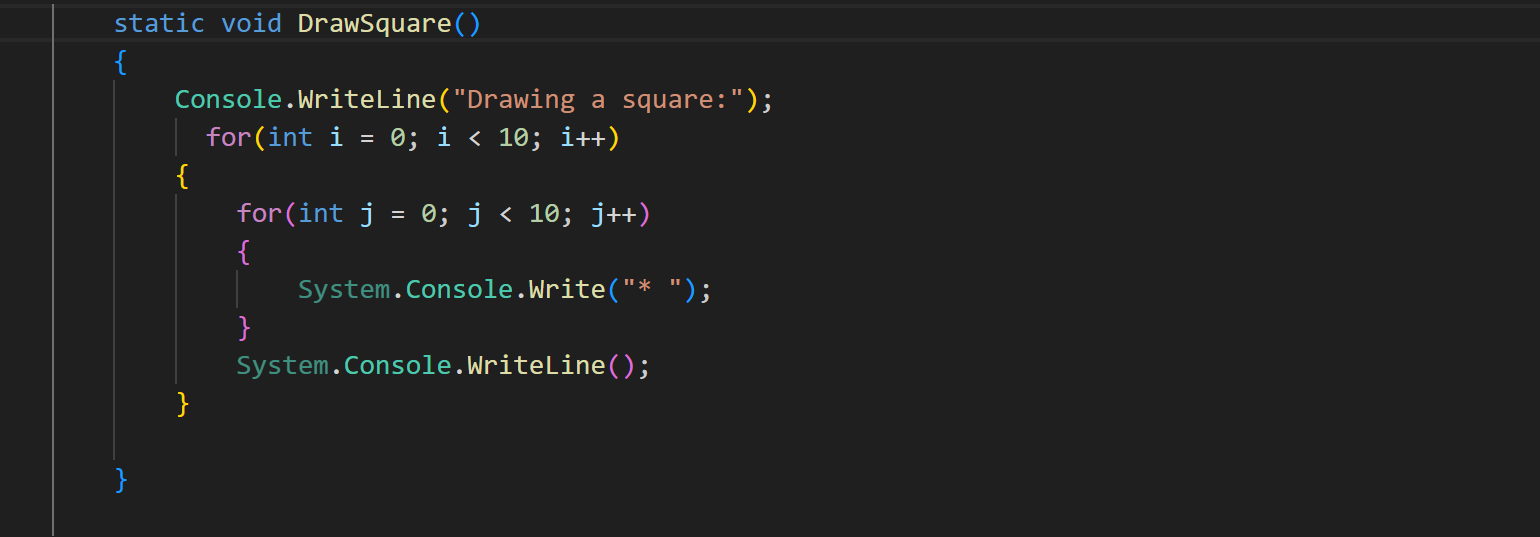 static void DrawSquare()
{
    Console.WriteLine("Drawing a square:");
      for(int i = 0; i < 10; i++)
    {
        for(int j = 0; j < 10; j++)
        {
            System.Console.Write("* ");
        }
        System.Console.WriteLine();
    }

}